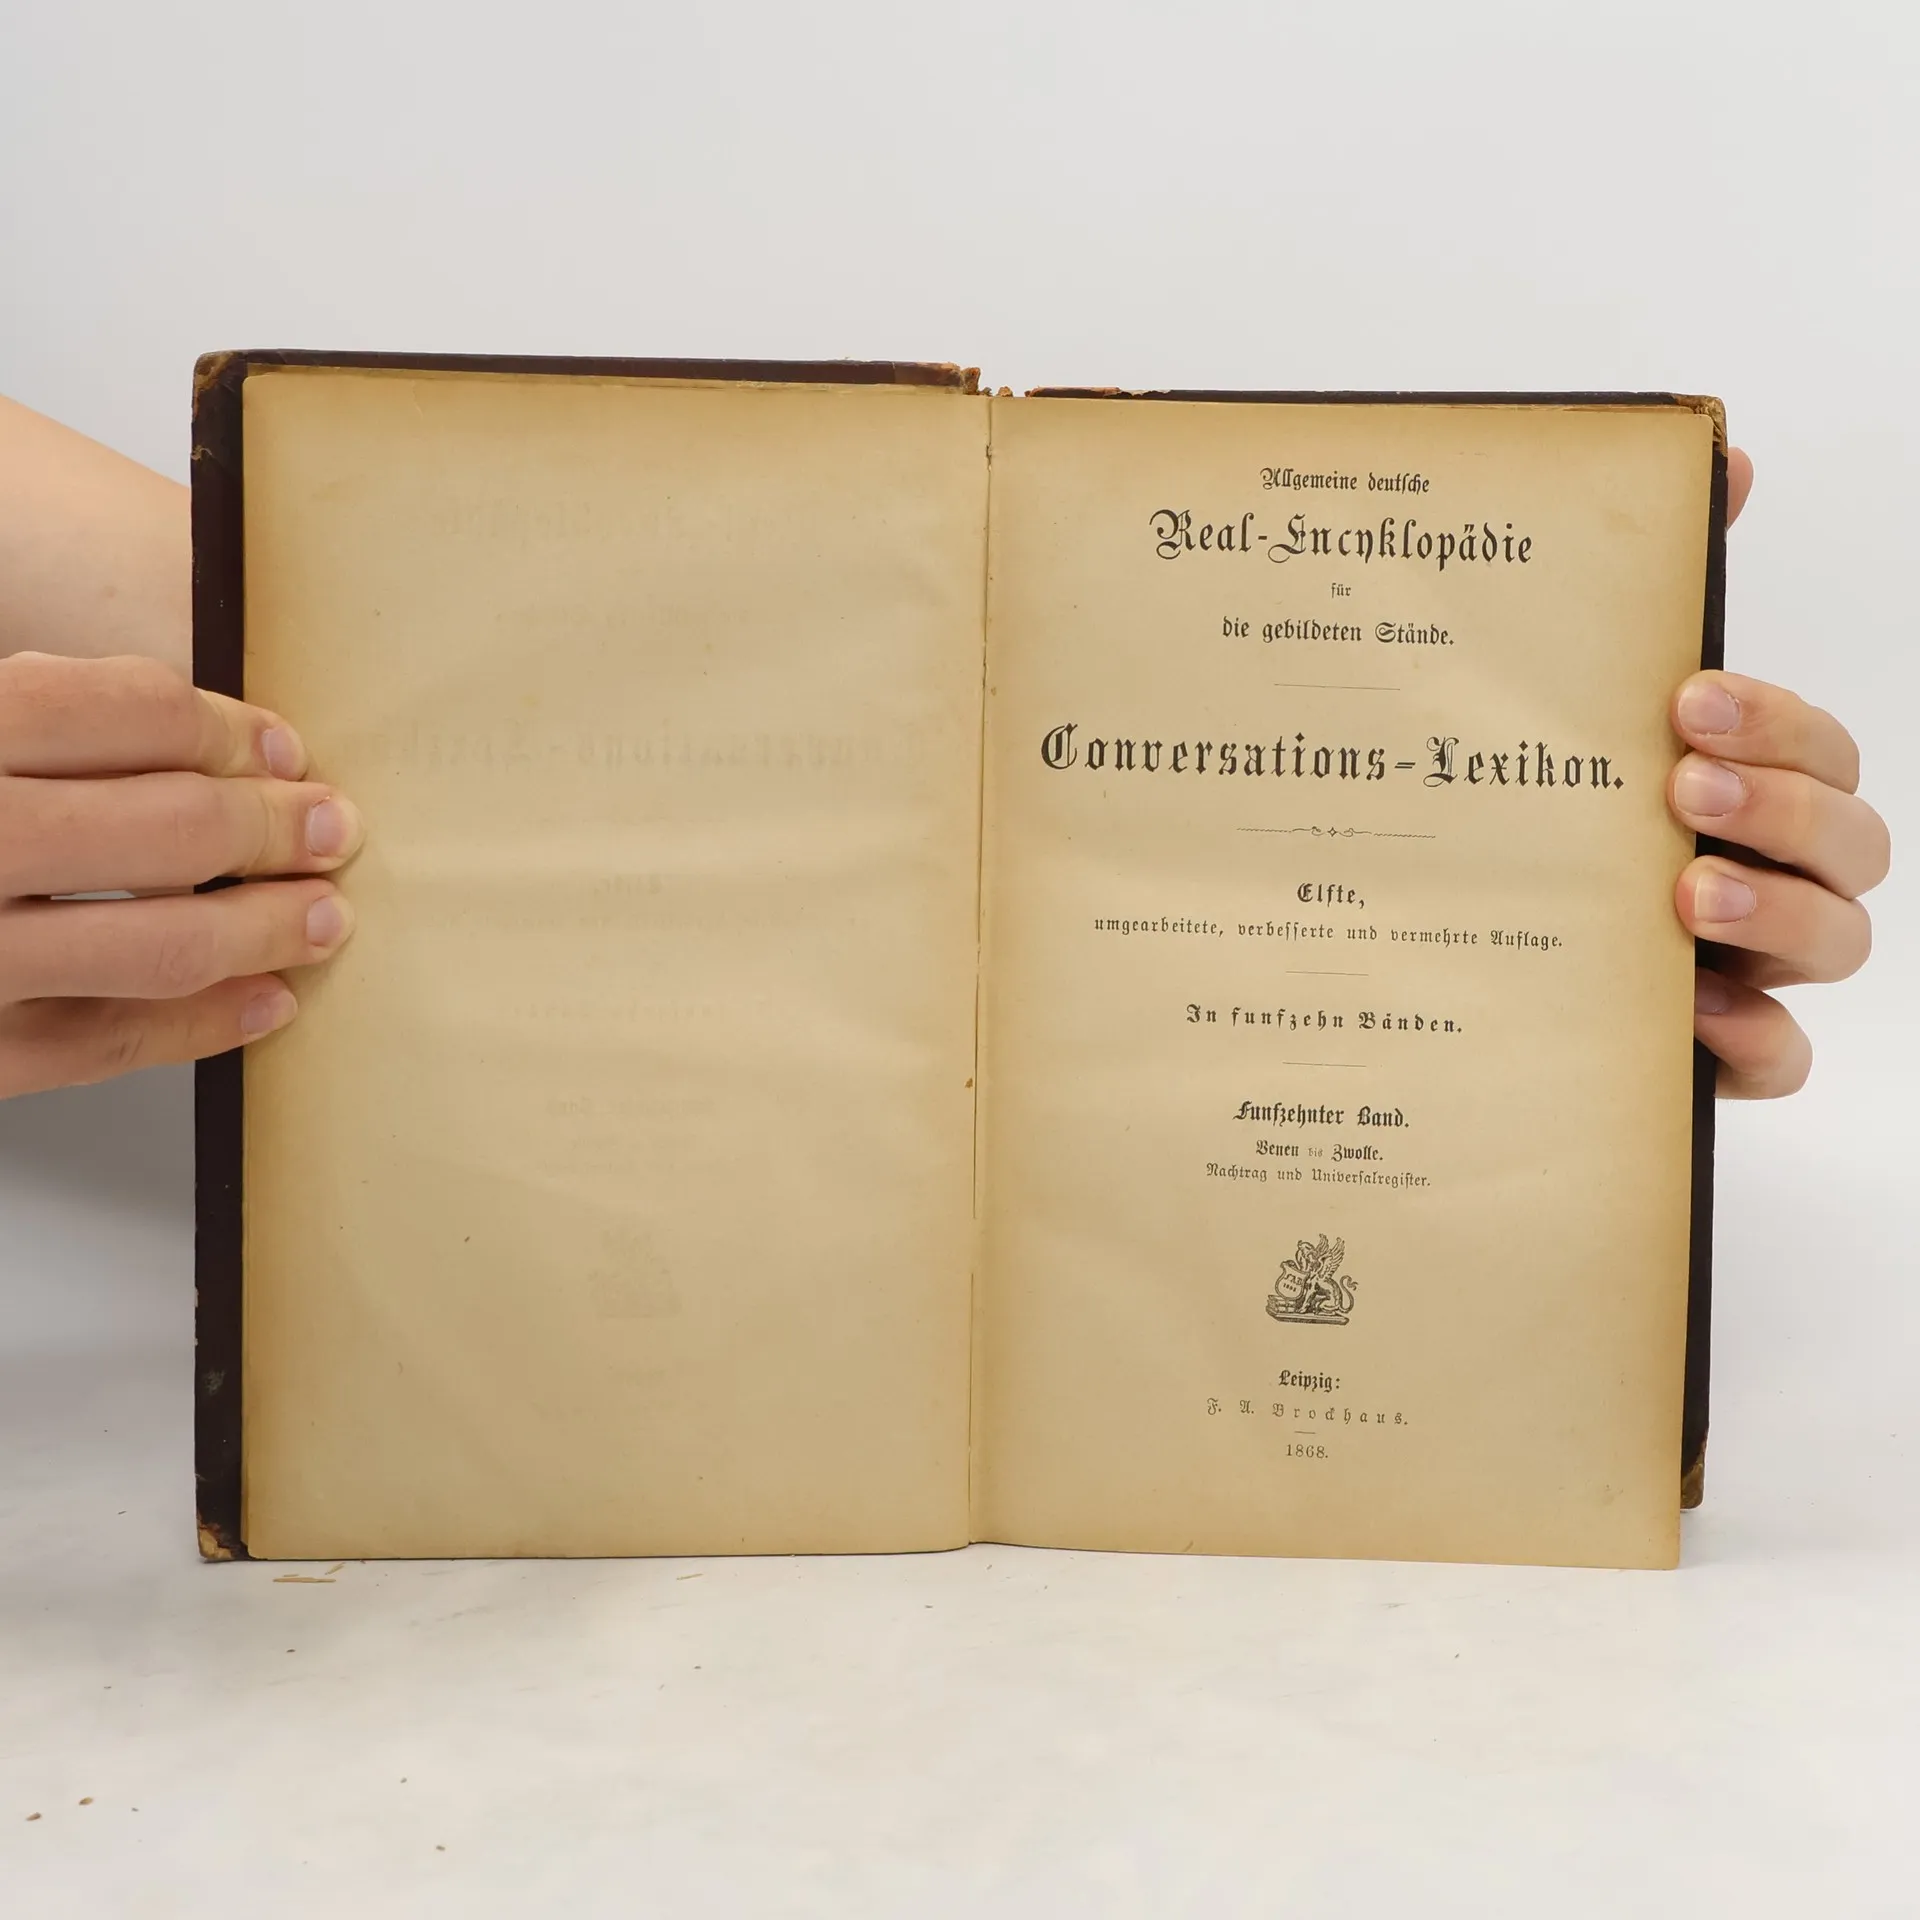 Allgemeine deutsche
Real-Encyklopädie
für
die gebildeten Stände.
Conversations-Lexikon.
Elfte,
umgearbeitete, verbesserte und vermehrte Auflage.
In funfzehn Bänden.
Funfzehnter Band.
Venen bis Zwolle.
Nachtrag und Universalregister.
FAB
Leipzig:
F. A. Brockhaus.
1868.